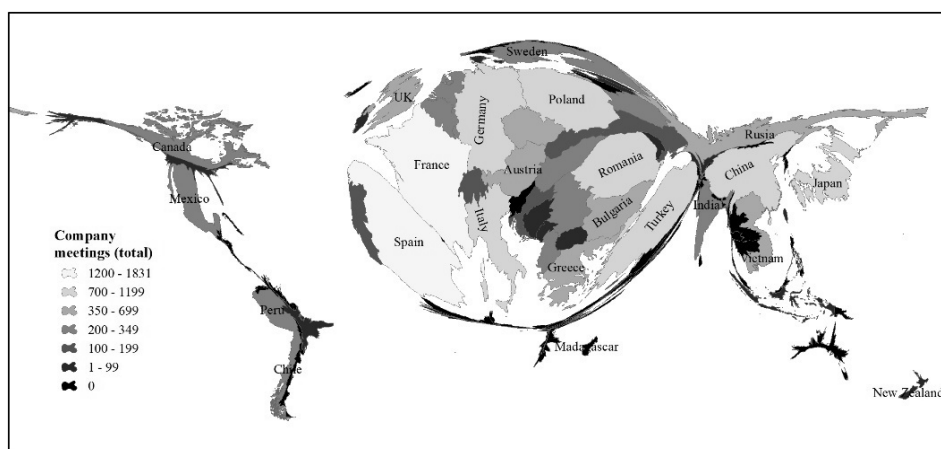 Sweden
UK
Germany
Poland
Rusia
Canada
France
Austria
Romania
China
Japan
Mexico
India
Italy
Bulgaria
Turkey
Spain
Greece
Vietnam
Company
meetings (total)
1200 - 1831
700 - 1199
350 - 699
200 - 349
100 - 199
1 - 99
0
Peru
Chile
Madagascar
New Zealand